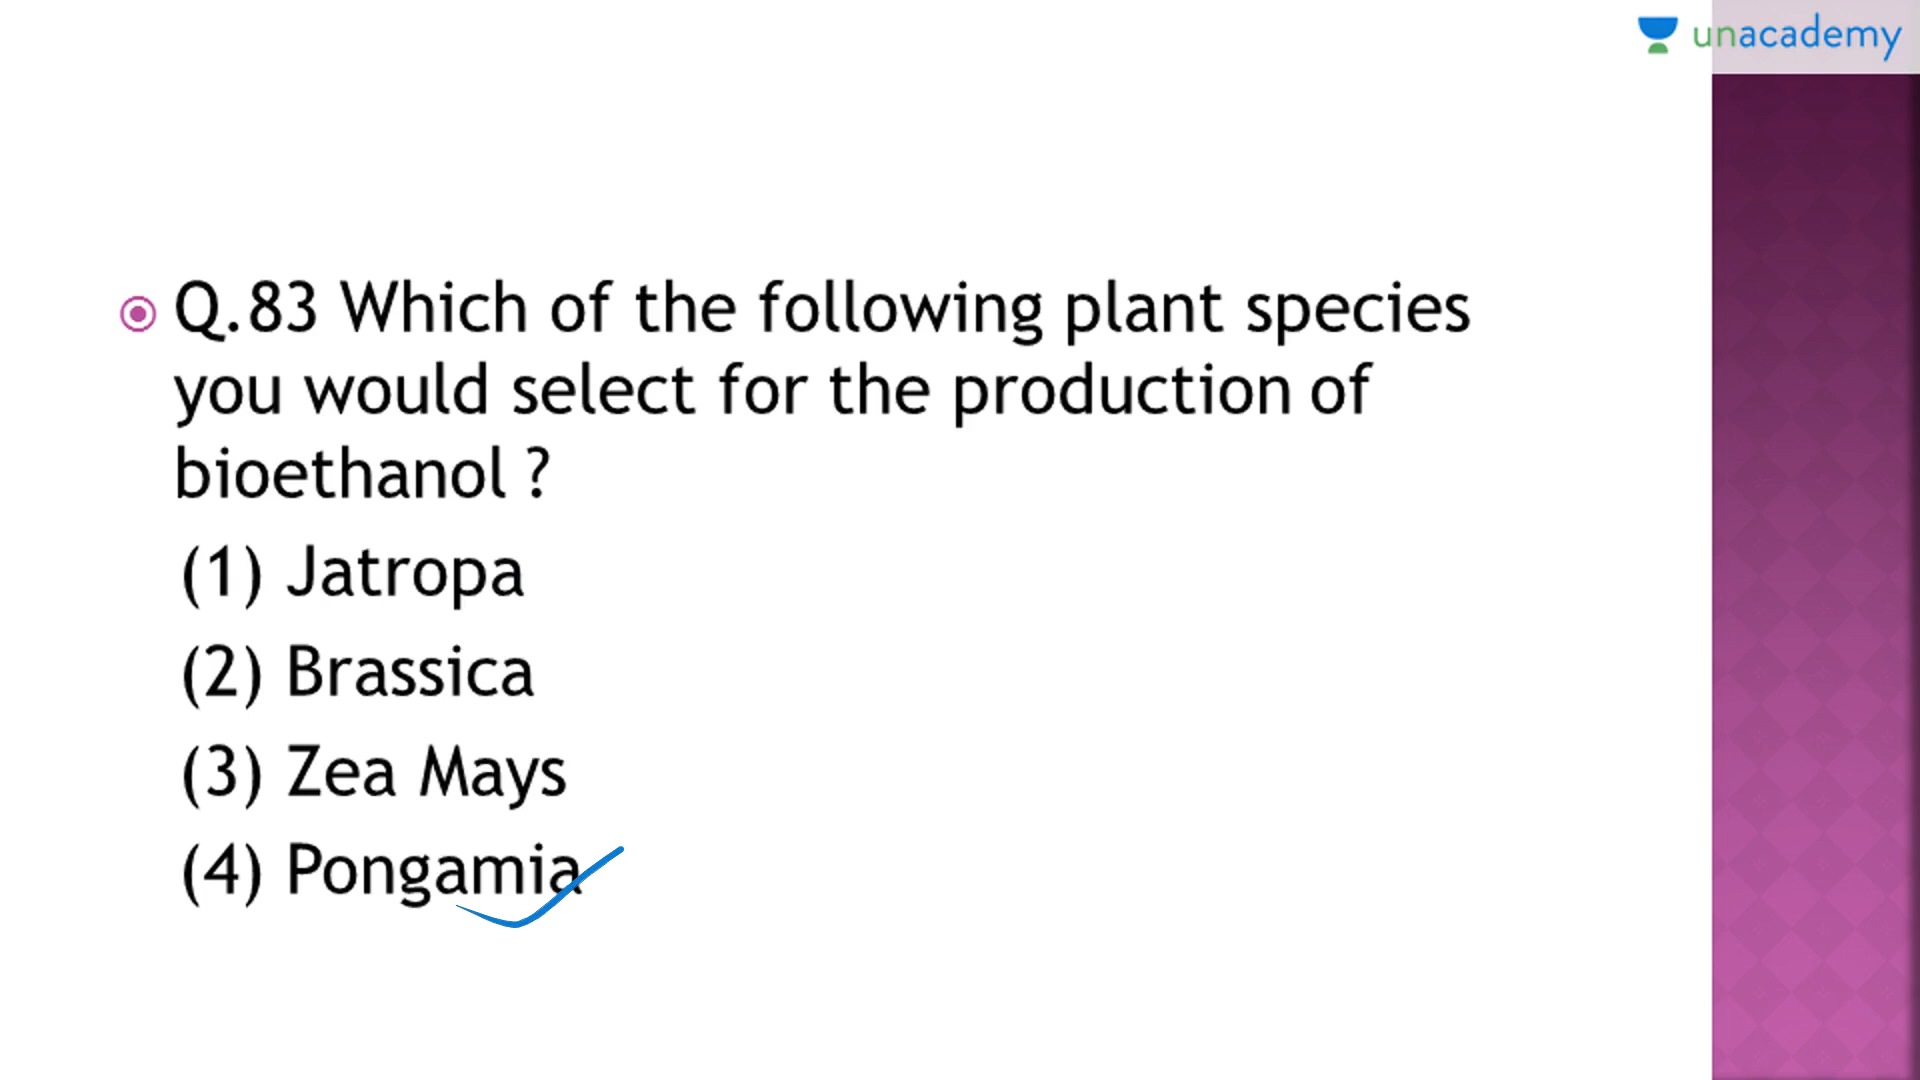 unacademy
Q.83 Which of the following plant species
you would select for the production of
bioethanol ?
(1) Jatropa
(2) Brassica
(3) Zea Mays
(4) Pongamia